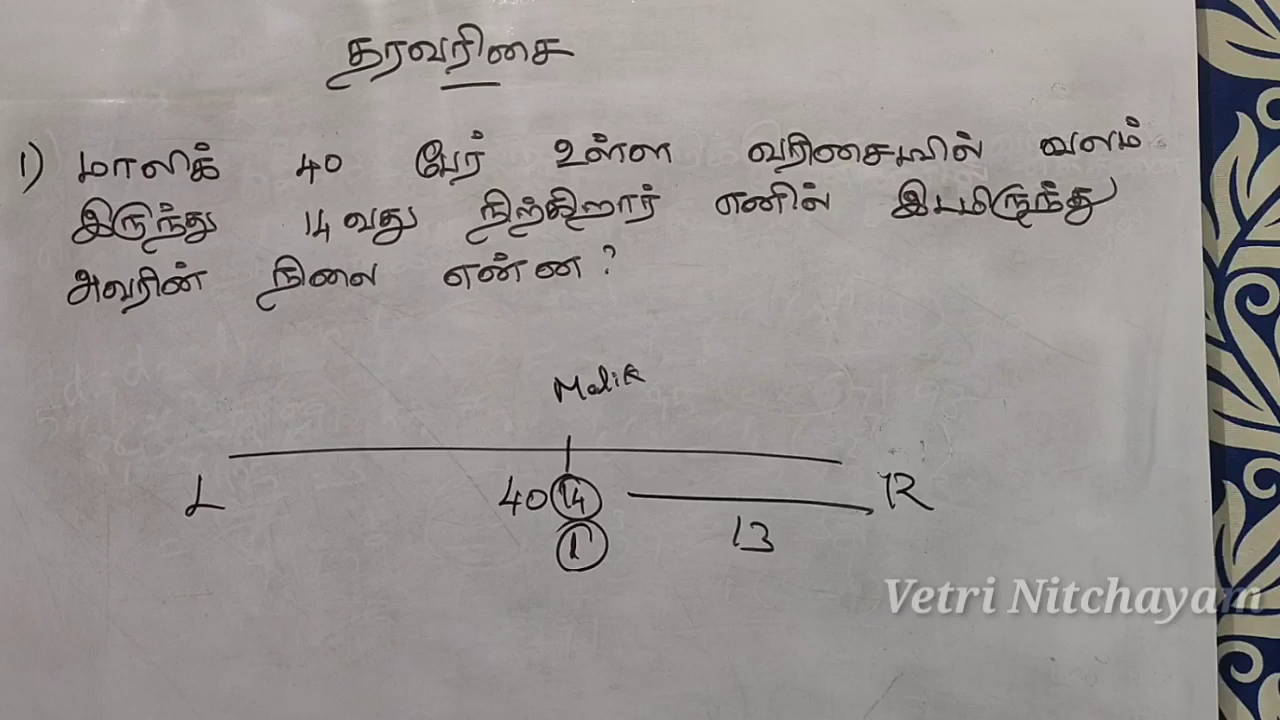 தரவரிசை
1) மாலிக் 40 பேர் உள்ள வரிசையில் வலம்
இருந்து 14 வது நிற்கிறார் எனில் இடமிருந்து
அவரின் நிலை என்ன?
Malik
L 40 14 R
1 13
Vetri Nitchayam